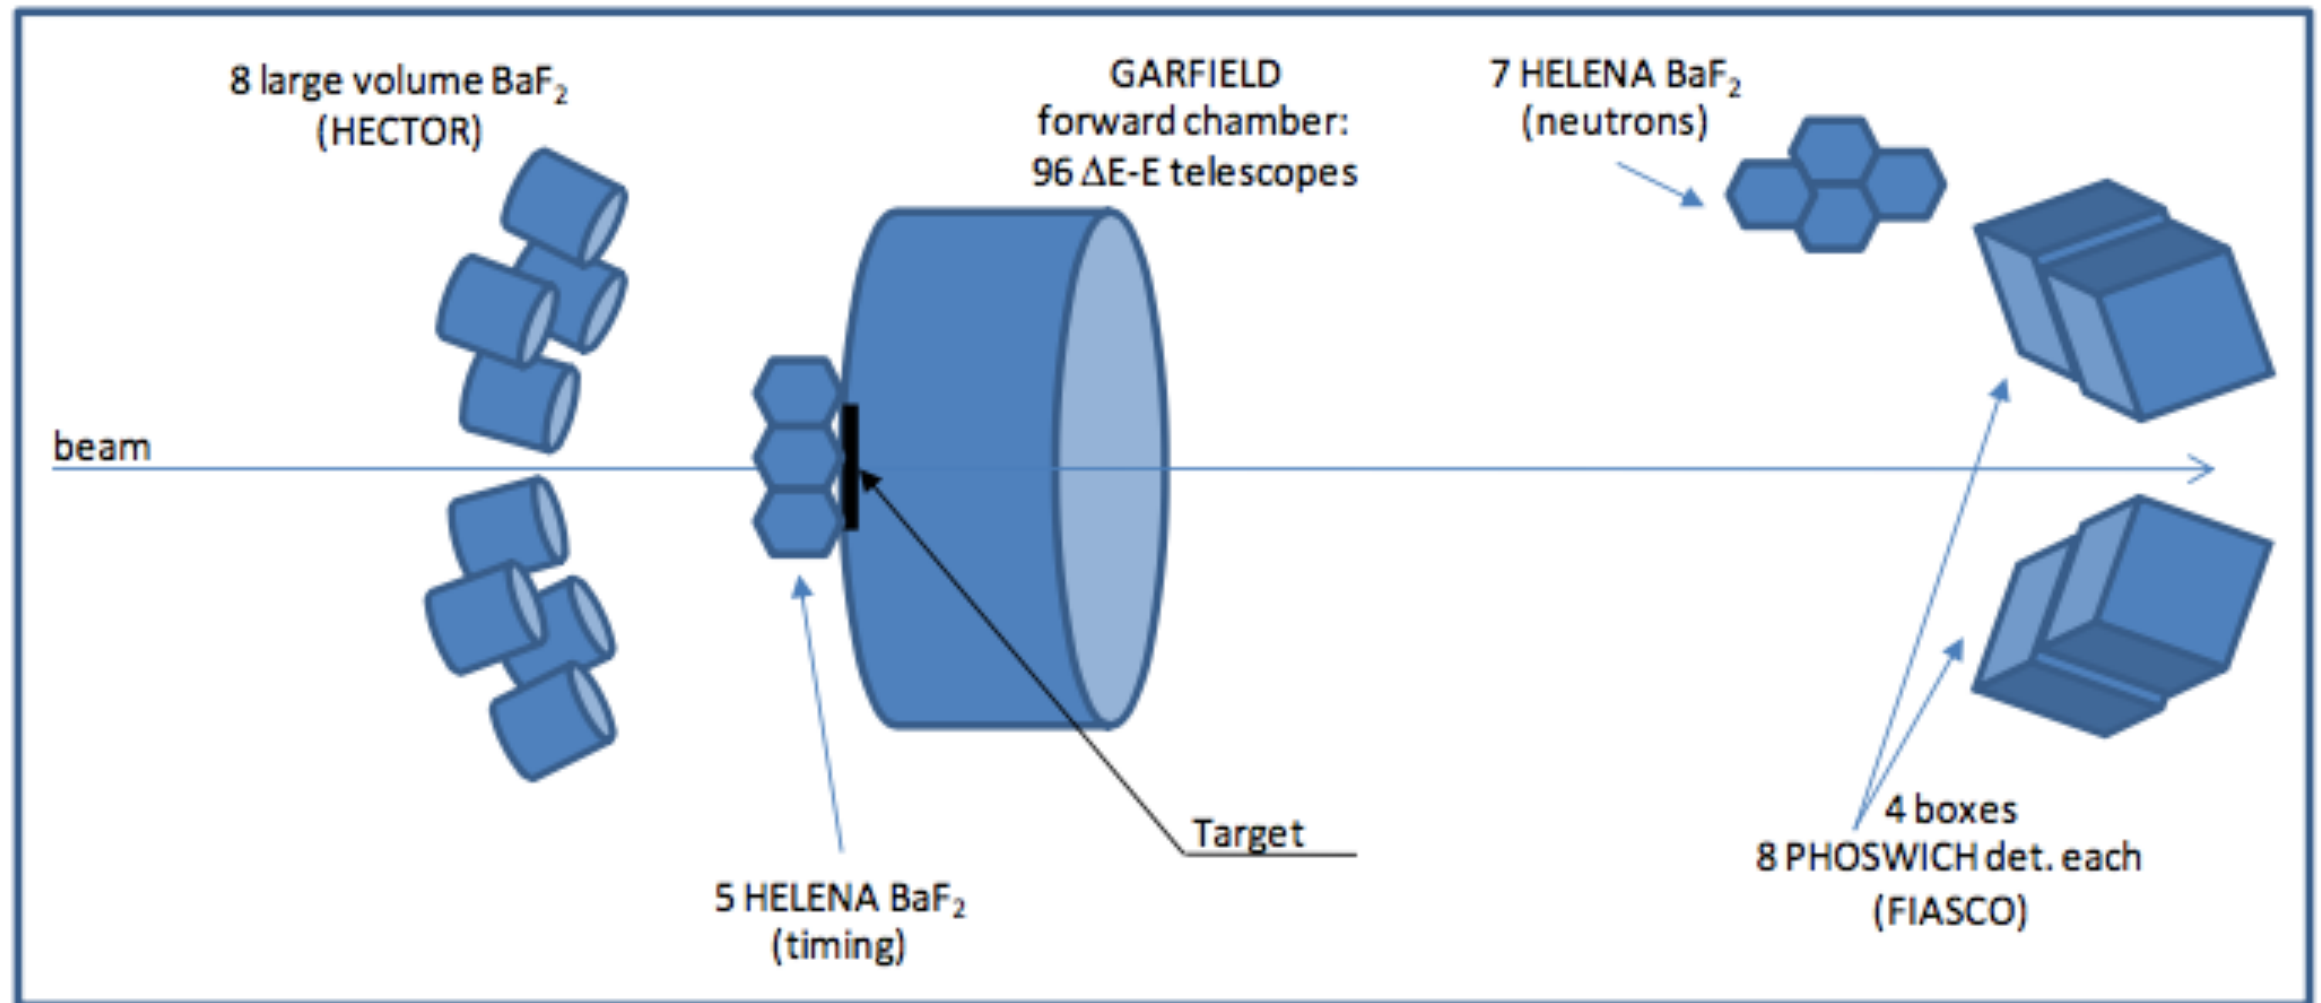 8 large volume BaF₂
(HECTOR)
GARFIELD
forward chamber:
96 ΔE-E telescopes
7 HELENA BaF₂
(neutrons)
beam
Target
5 HELENA BaF₂
(timing)
4 boxes
8 PHOSWICH det. each
(FIASCO)